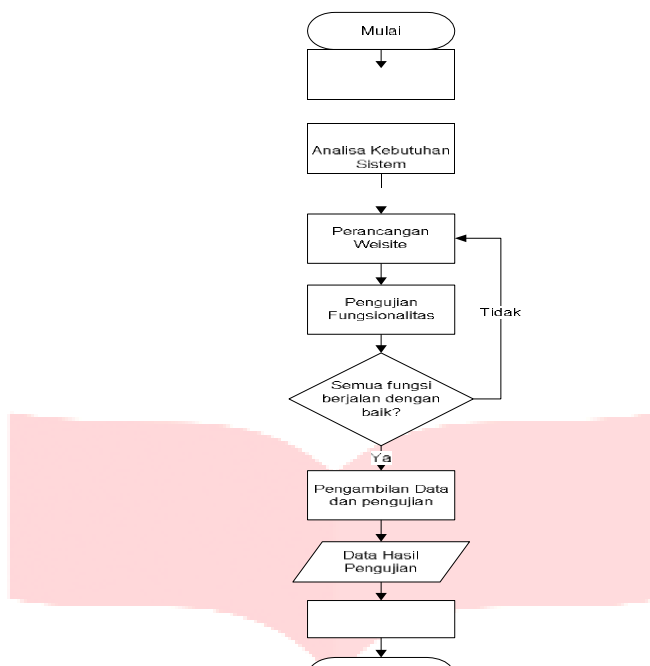 Mulai
Analisa Kebutuhan
Sistem
Perancangan
Weisite
Pengujian
Fungsionalitas
Tidak
Semua fungsi
berjalan dengan
baik?
Ya
Pengambilan Data
dan pengujian
Data Hasil
Pengujian